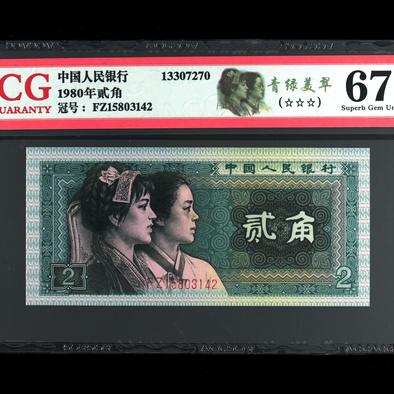 CG
UARANTY
中国人民银行
1980年贰角
冠号：FZ15803142
13307270
青绿美翠
(☆☆☆)
67
Superb Gem Un
中国人民银行
贰角
FZ15803142
2
2